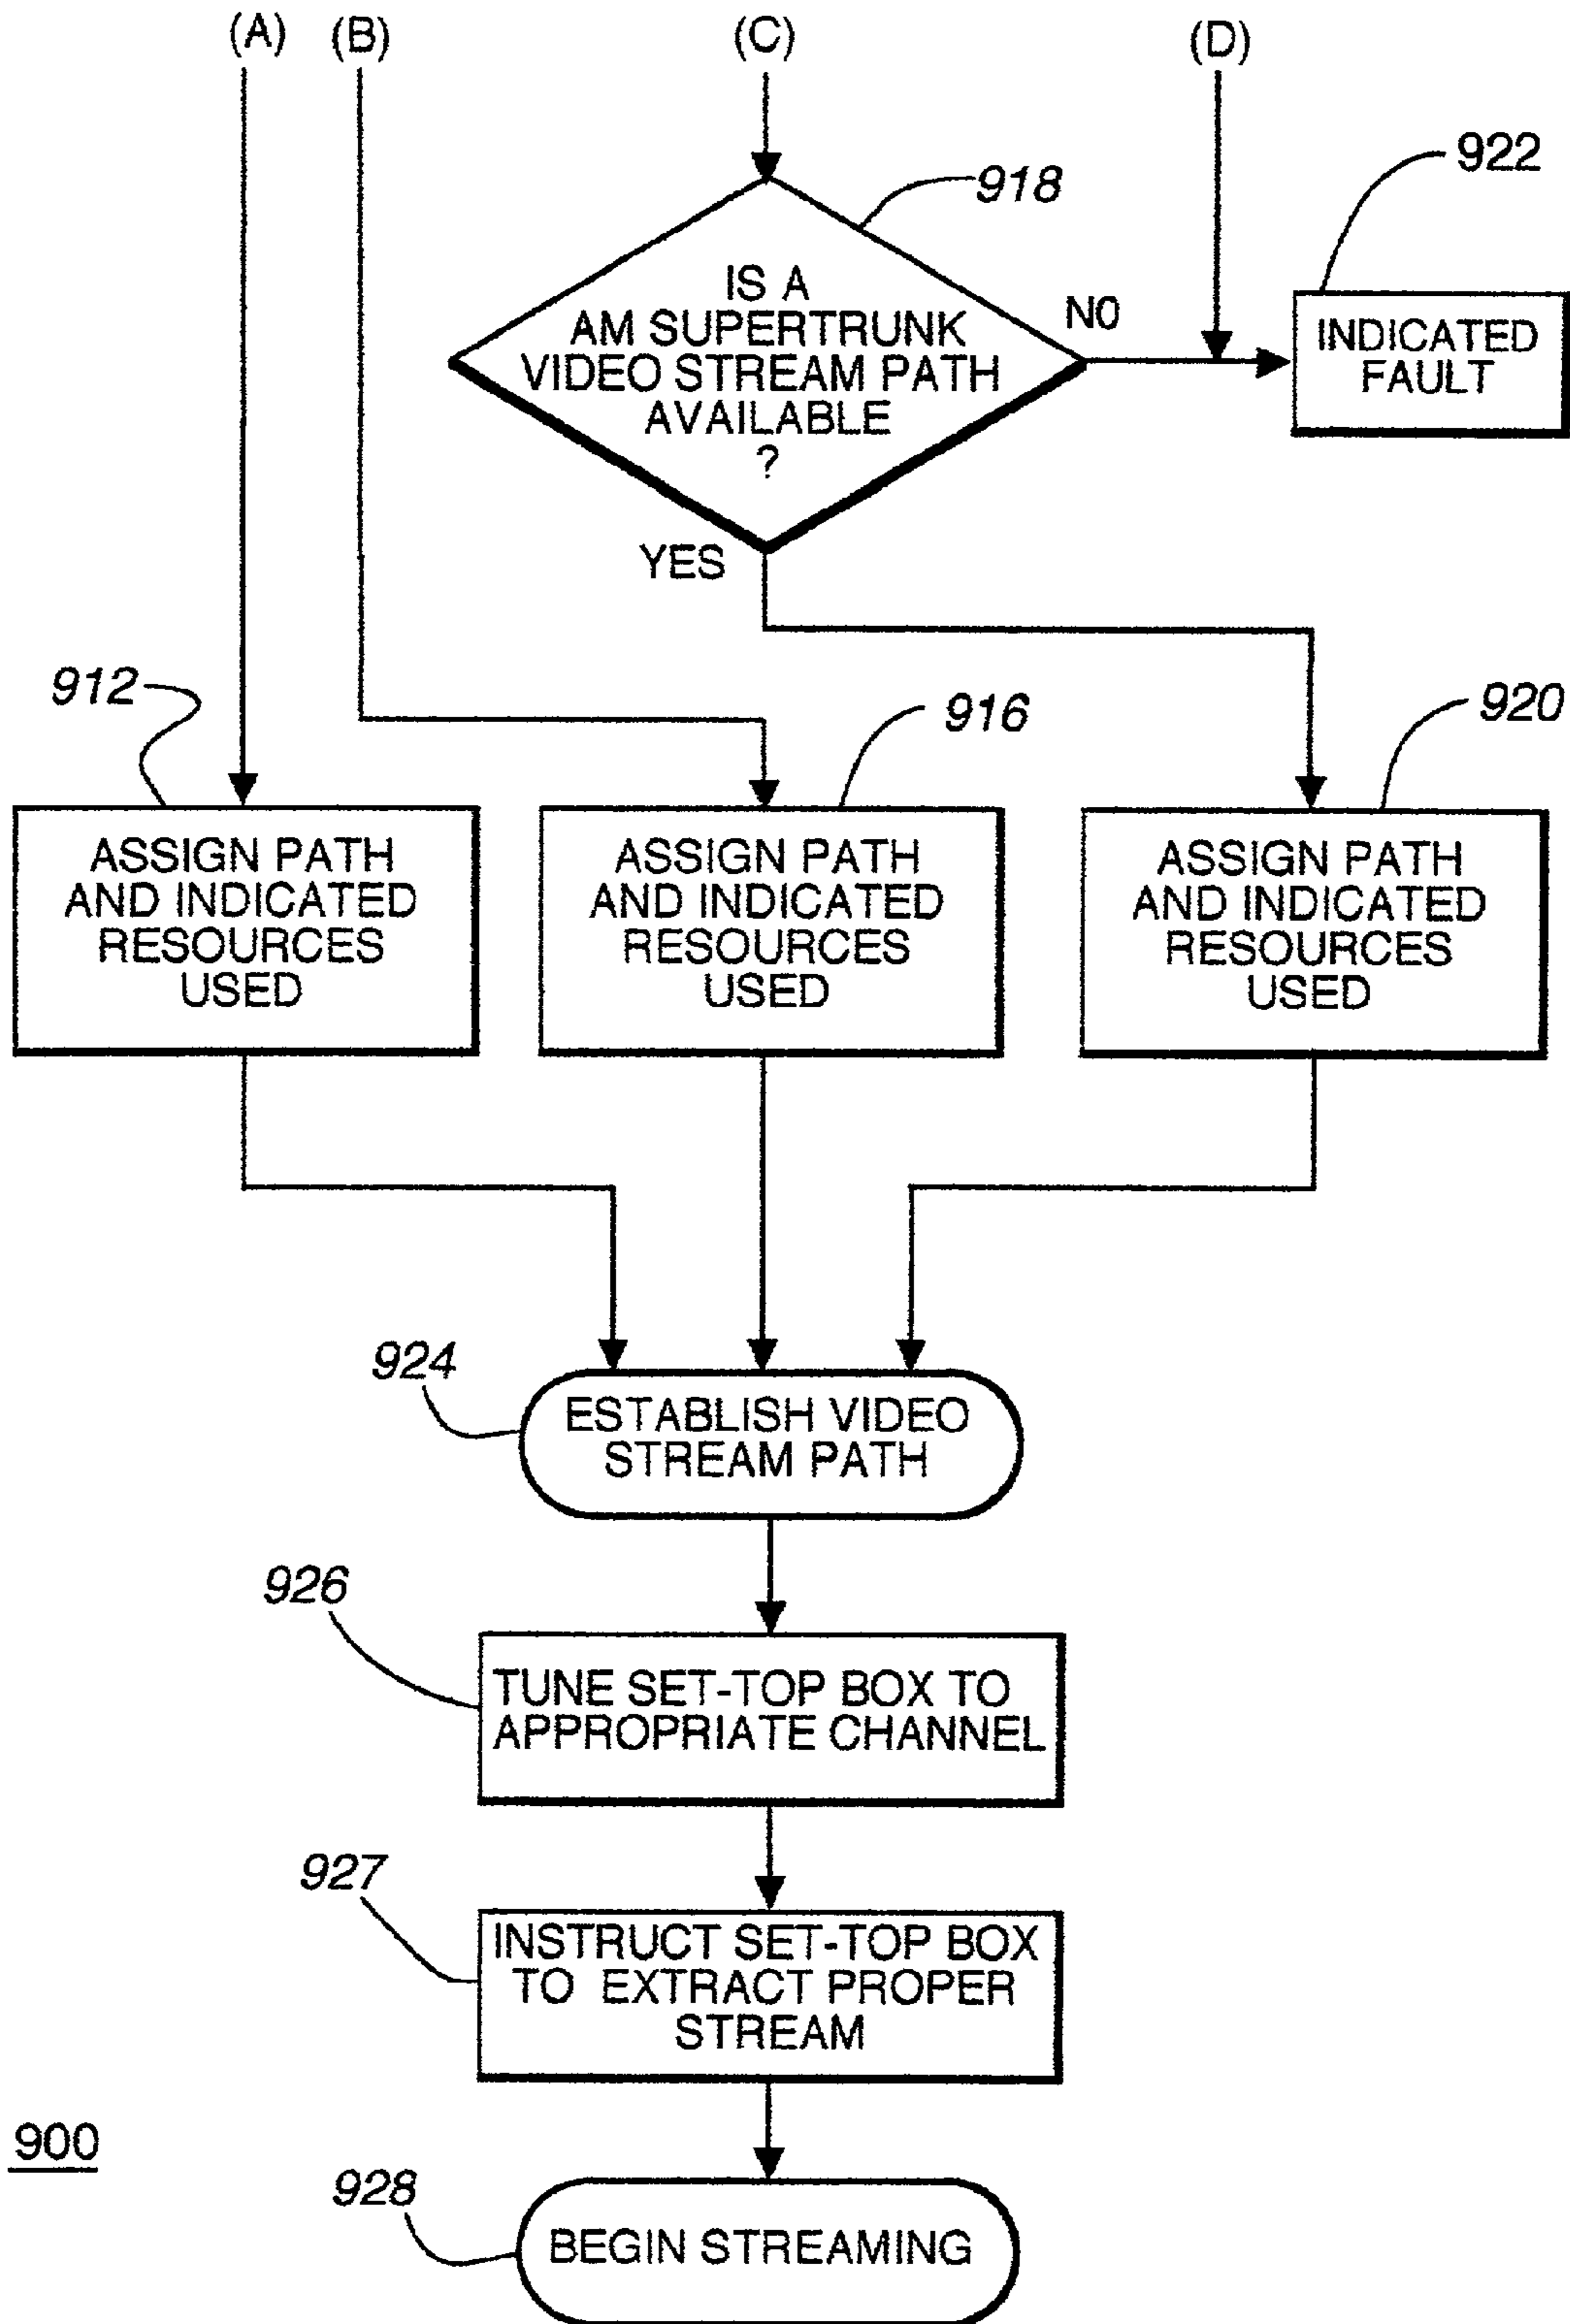 (A) (B) (C) (D)
922
918
IS A
AM SUPERTRUNK
VIDEO STREAM PATH
AVAILABLE
?
NO
INDICATED
FAULT
YES
912
916
920
ASSIGN PATH
AND INDICATED
RESOURCES
USED
ASSIGN PATH
AND INDICATED
RESOURCES
USED
ASSIGN PATH
AND INDICATED
RESOURCES
USED
924
ESTABLISH VIDEO
STREAM PATH
926
TUNE SET-TOP BOX TO
APPROPRIATE CHANNEL
927
INSTRUCT SET-TOP BOX
TO EXTRACT PROPER
STREAM
900
928
BEGIN STREAMING